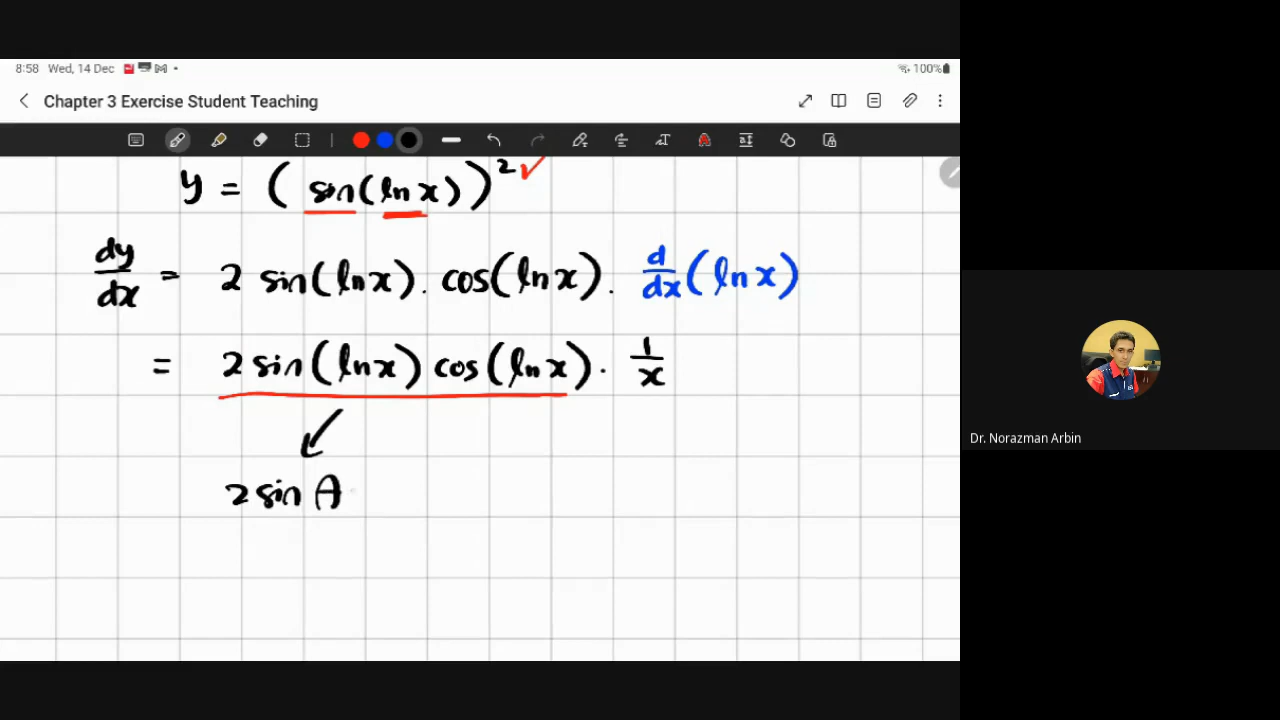 8:58 Wed, 14 Dec 100%
Chapter 3 Exercise Student Teaching
y = (sin(ln x))²✓
dy/dx = 2 sin(ln x) . cos(ln x) . d/dx (ln x)
= 2 sin(ln x) cos(ln x) · 1/x
2 sin A
Dr. Norazman Arbin